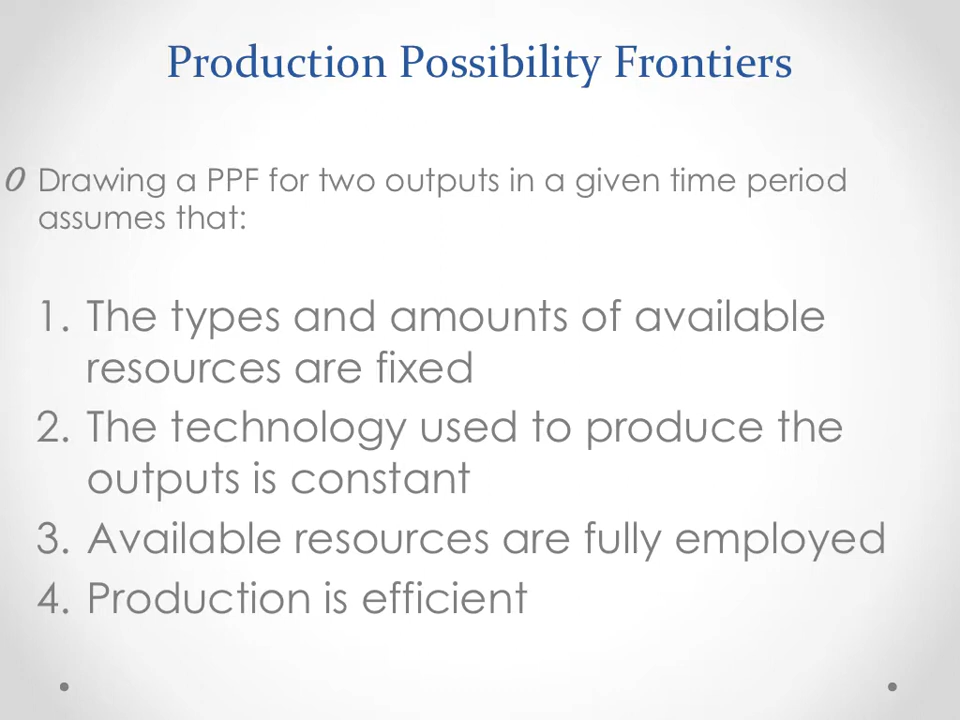 Production Possibility Frontiers
Drawing a PPF for two outputs in a given time period
assumes that:
1. The types and amounts of available
resources are fixed
2. The technology used to produce the
outputs is constant
3. Available resources are fully employed
4. Production is efficient